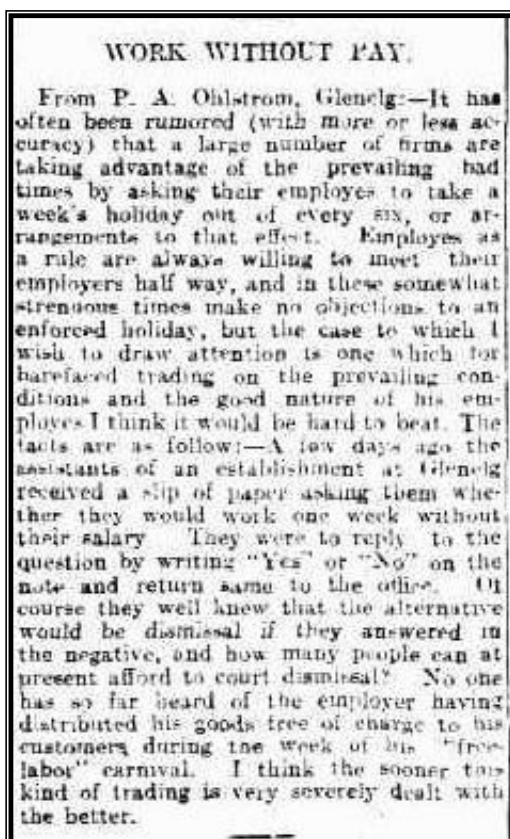 WORK WITHOUT PAY.
From P. A. Ohlstrom, Glenelg:—It has
often been rumored (with more or less ac-
curacy) that a large number of firms are
taking advantage of the prevailing bad
times by asking their employes to take a
week's holiday out of every six, or ar-
rangements to that effect. Employes as
a rule are always willing to meet their
employers half way, and in these somewhat
strenuous times make no objections to an
enforced holiday, but the case to which I
wish to draw attention is one which for
barefaced trading on the prevailing con-
ditions and the good nature of his em-
ployes I think it would be hard to beat. The
facts are as follow:—A few days ago the
assistants of an establishment at Glenelg
received a slip of paper asking them whe-
ther they would work one week without
their salary They were to reply to the
question by writing "Yes" or "No" on the
note and return same to the office. Of
course they well knew that the alternative
would be dismissal if they answered in
the negative, and how many people can at
present afford to court dismissal? No one
has so far heard of the employer having
distributed his goods free of charge to his
customers during the week of his "free-
labor" carnival. I think the sooner this
kind of trading is very severely dealt with
the better.